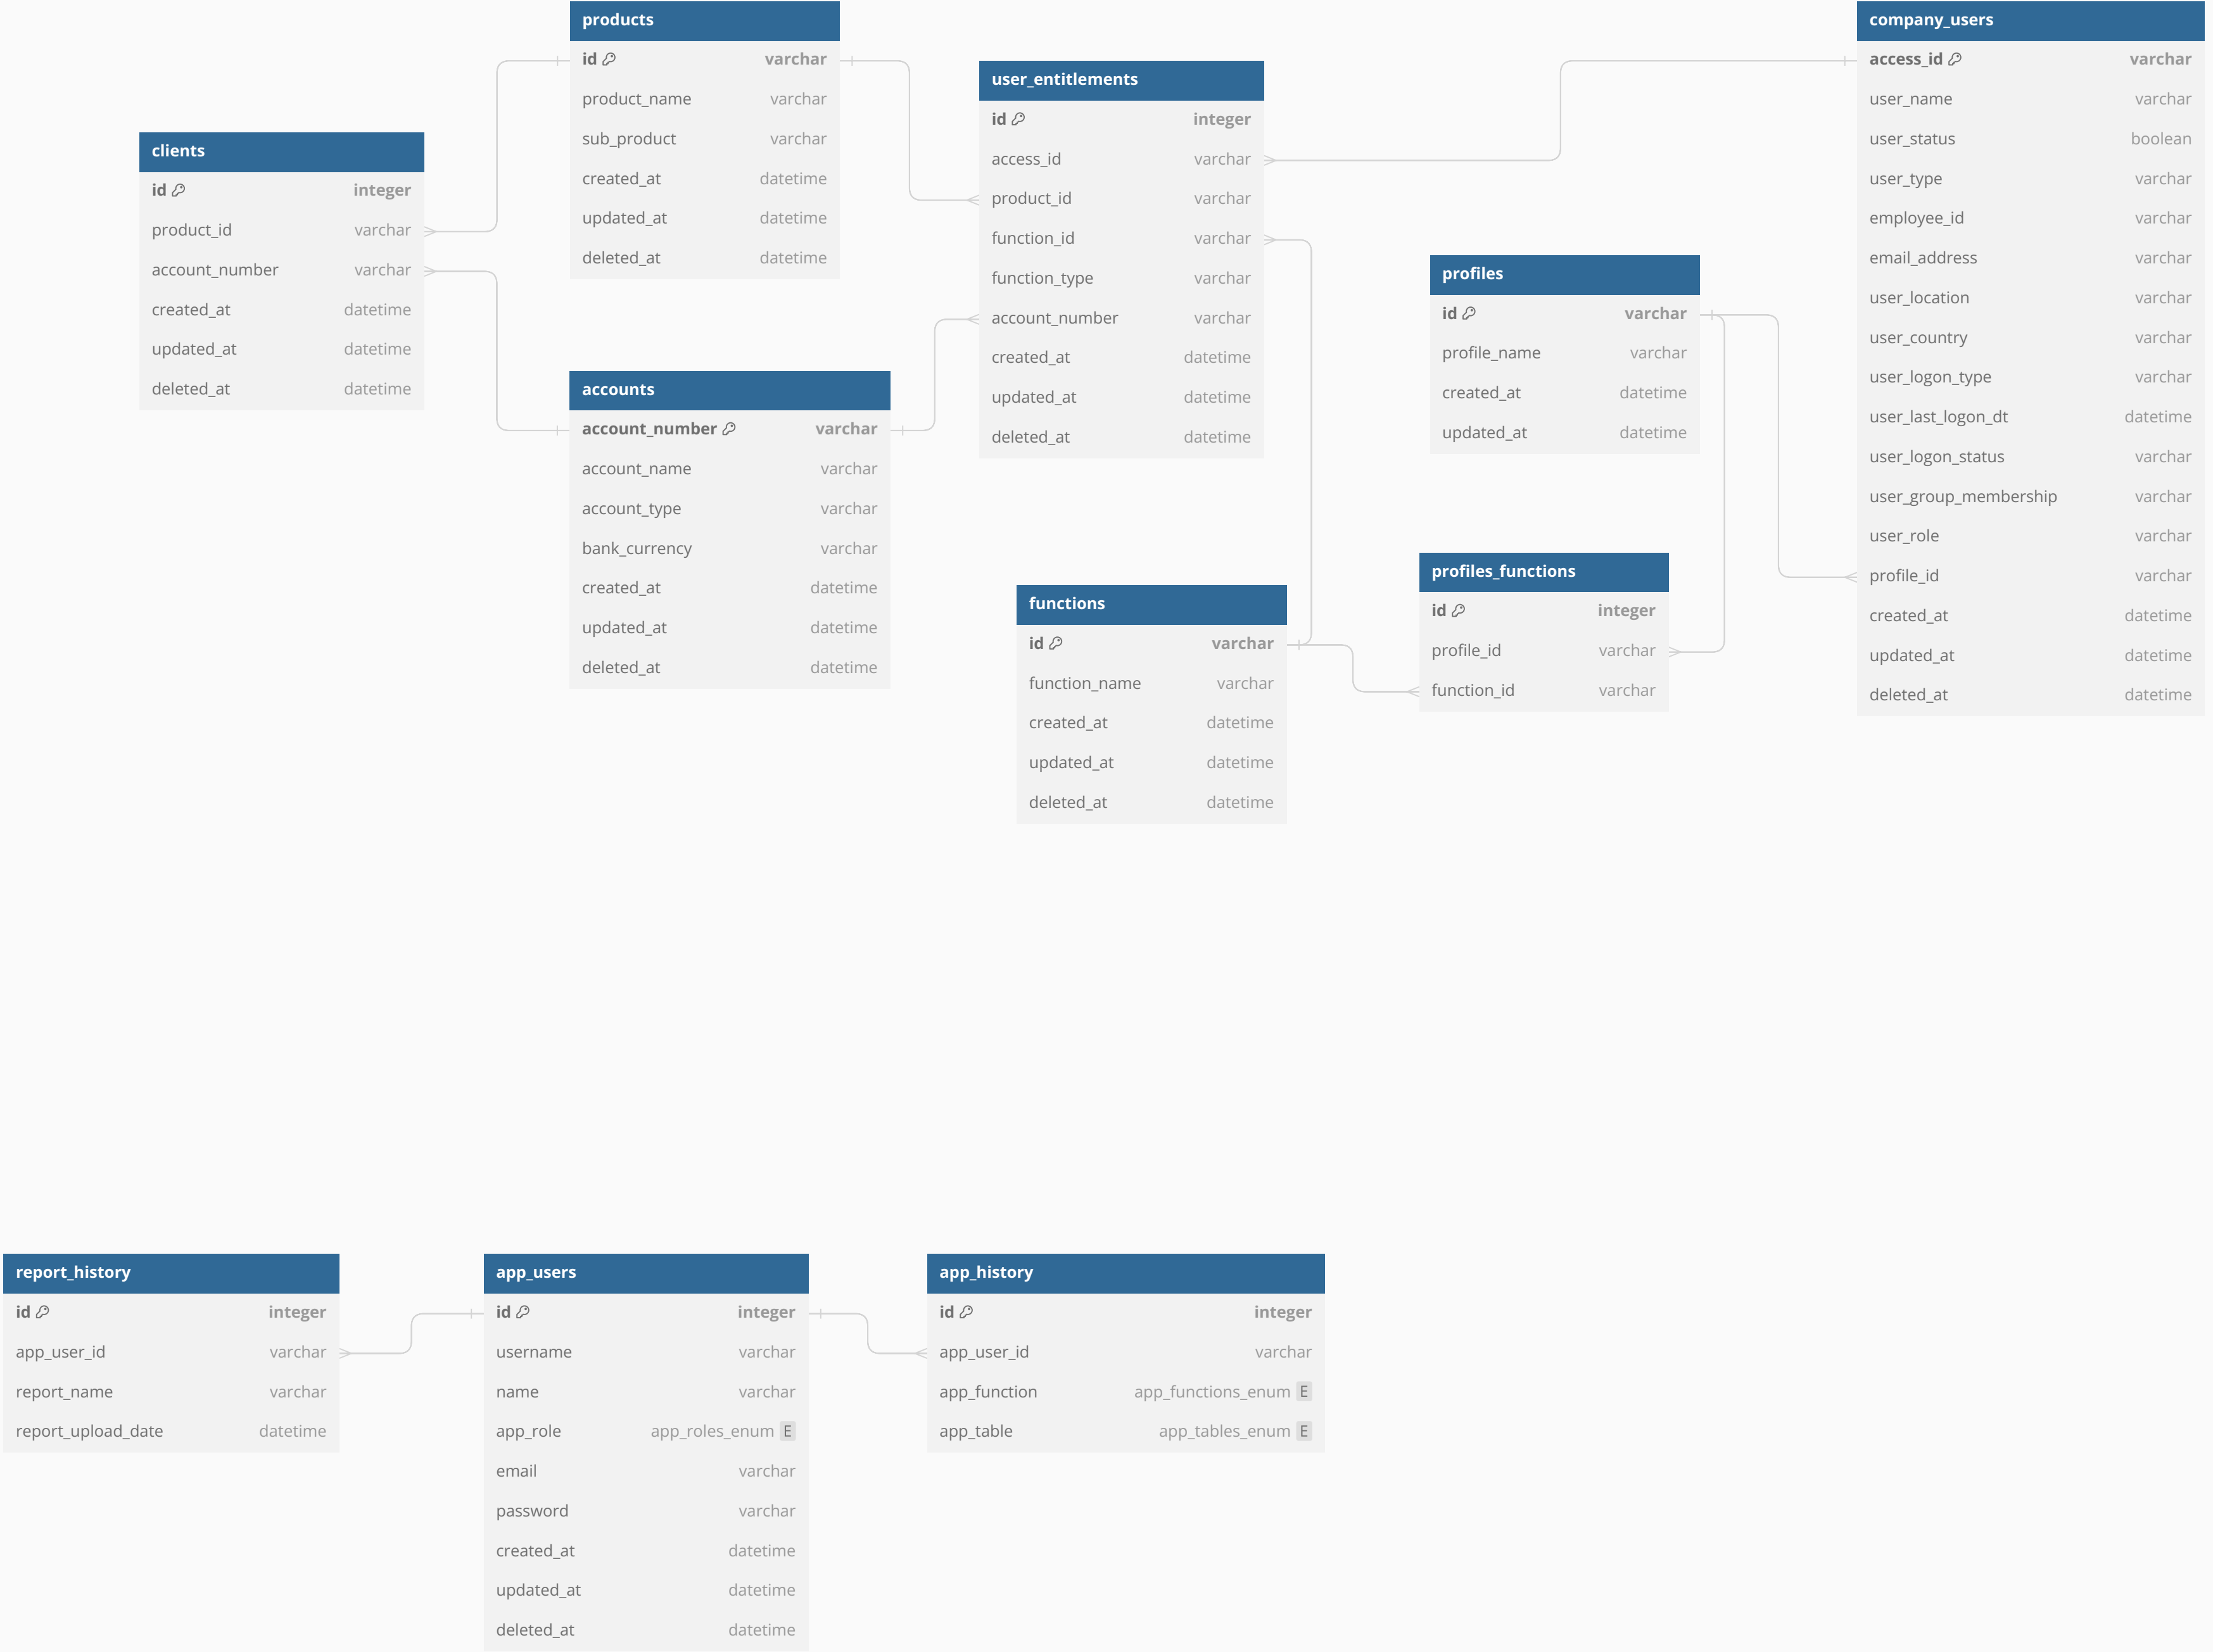 products
id varchar
product_name varchar
sub_product varchar
created_at datetime
updated_at datetime
deleted_at datetime
company_users
access_id varchar
user_name varchar
user_status boolean
user_type varchar
employee_id varchar
email_address varchar
user_location varchar
user_country varchar
user_logon_type varchar
user_last_logon_dt datetime
user_logon_status varchar
user_group_membership varchar
user_role varchar
profile_id varchar
created_at datetime
updated_at datetime
deleted_at datetime
user_entitlements
id integer
access_id varchar
product_id varchar
function_id varchar
function_type varchar
account_number varchar
created_at datetime
updated_at datetime
deleted_at datetime
clients
id integer
product_id varchar
account_number varchar
created_at datetime
updated_at datetime
deleted_at datetime
profiles
id varchar
profile_name varchar
created_at datetime
updated_at datetime
accounts
account_number varchar
account_name varchar
account_type varchar
bank_currency varchar
created_at datetime
updated_at datetime
deleted_at datetime
profiles_functions
id integer
profile_id varchar
function_id varchar
functions
id varchar
function_name varchar
created_at datetime
updated_at datetime
deleted_at datetime
report_history
id integer
app_user_id varchar
report_name varchar
report_upload_date datetime
app_users
id integer
username varchar
name varchar
app_role app_roles_enum E
email varchar
password varchar
created_at datetime
updated_at datetime
deleted_at datetime
app_history
id integer
app_user_id varchar
app_function app_functions_enum E
app_table app_tables_enum E